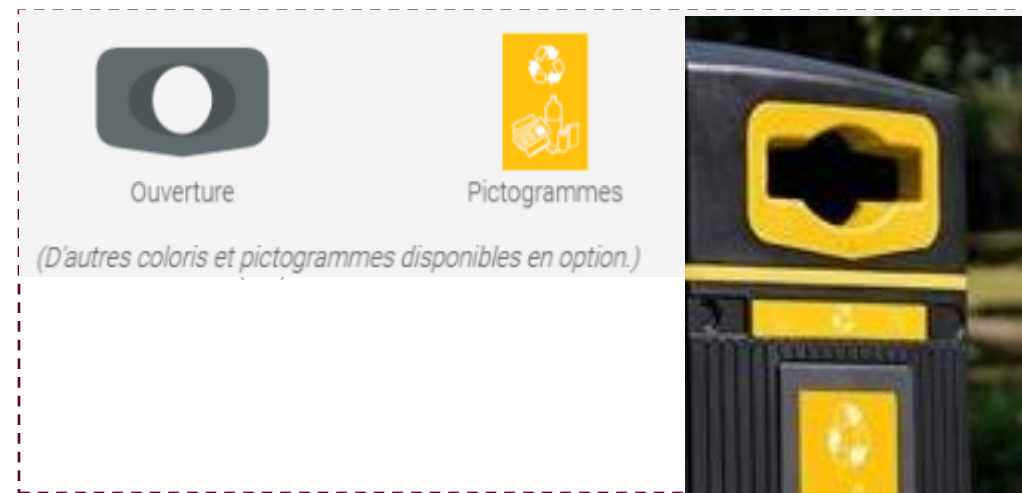 Ouverture
Pictogrammes
(D'autres coloris et pictogrammes disponibles en option.)